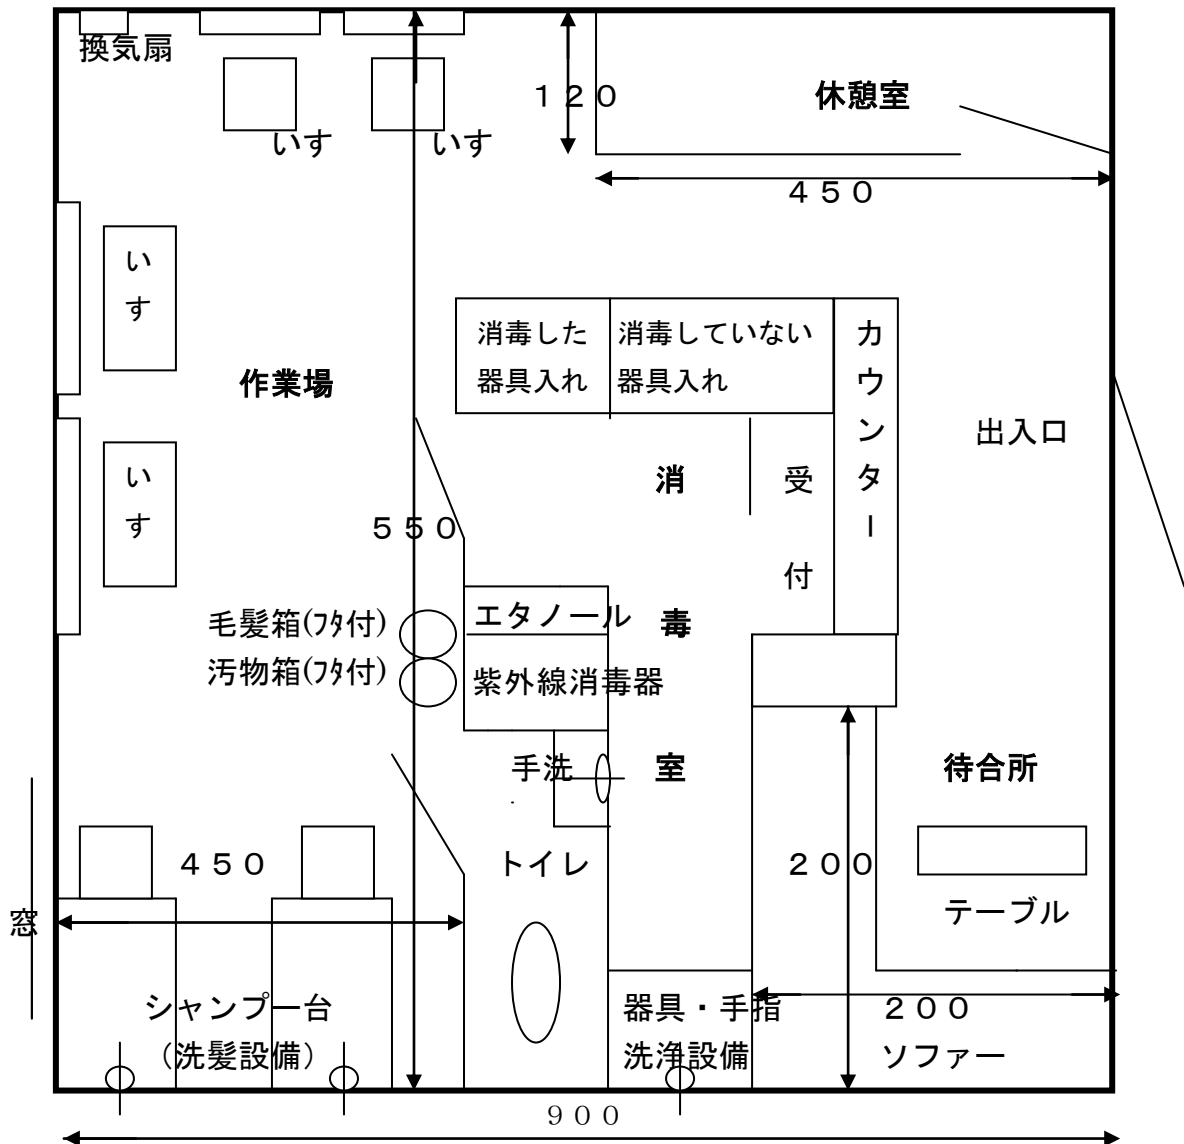 換気扇
１２０
休憩室
いす
いす
４５０
いす
消毒した
器具入れ
消毒していない
器具入れ
カウンター
作業場
出入口
いす
消毒室
受付
５５０
毛髪箱(ﾌﾀ付)
エタノール
汚物箱(ﾌﾀ付)
紫外線消毒器
手洗
待合所
４５０
トイレ
２００
窓
テーブル
シャンプー台
（洗髪設備）
器具・手指
洗浄設備
２００
ソファー
９００